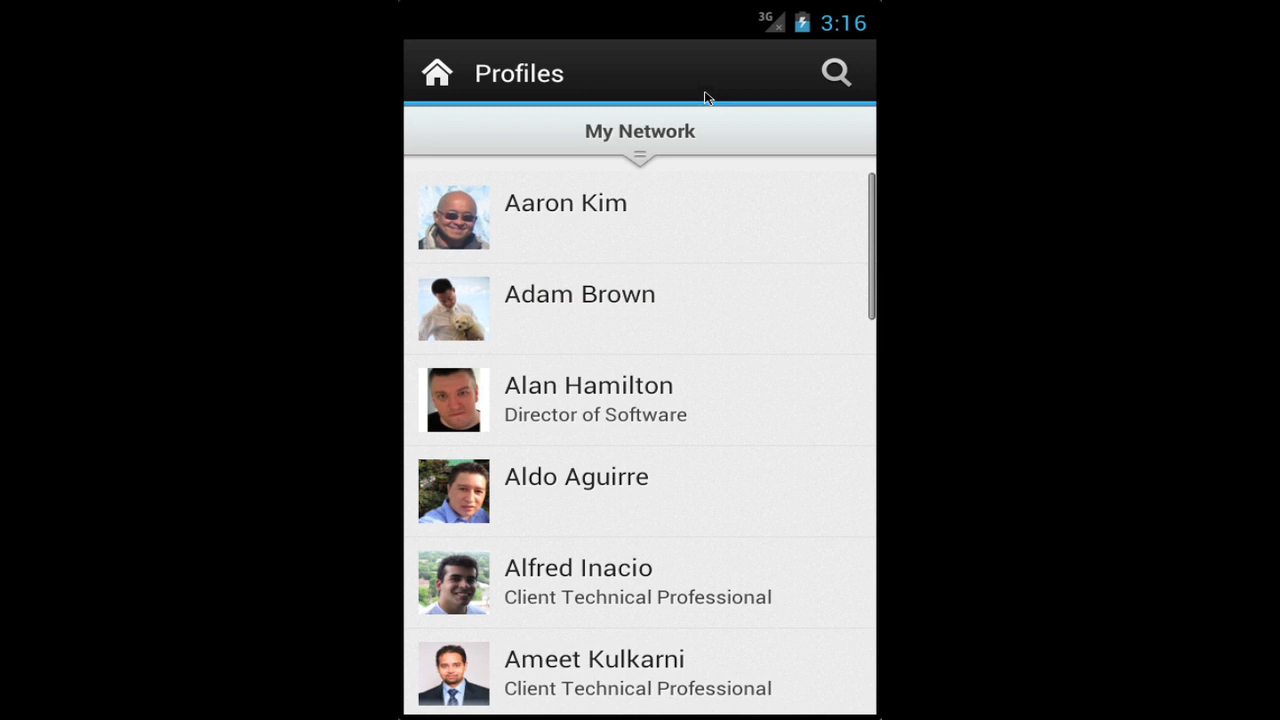 3G
3:16
Profiles
My Network
Aaron Kim
Adam Brown
Alan Hamilton
Director of Software
Aldo Aguirre
Alfred Inacio
Client Technical Professional
Ameet Kulkarni
Client Technical Professional